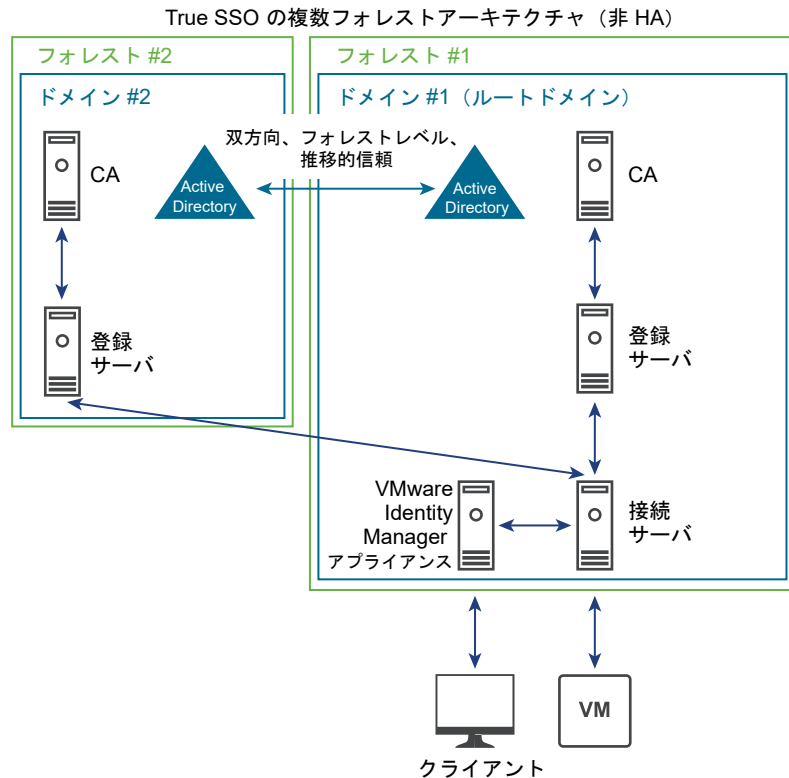 True SSO の複数フォレストアーキテクチャ（非 HA）
フォレスト #2
ドメイン #2
CA
Active
Directory
登録
サーバ
フォレスト #1
ドメイン #1（ルートドメイン）
双方向、フォレストレベル、
推移的信頼
Active
Directory
CA
登録
サーバ
VMware
Identity
Manager
アプライアンス
接続
サーバ
クライアント
VM